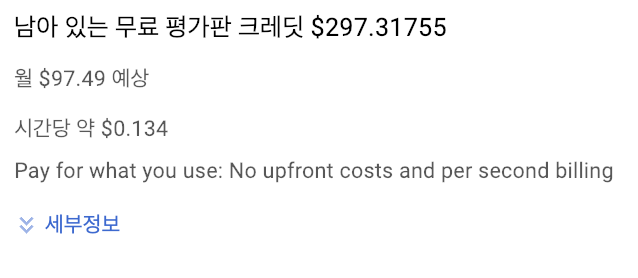 남아 있는 무료 평가판 크레딧 $297.31755
월 $97.49 예상
시간당 약 $0.134
Pay for what you use: No upfront costs and per second billing
세부정보